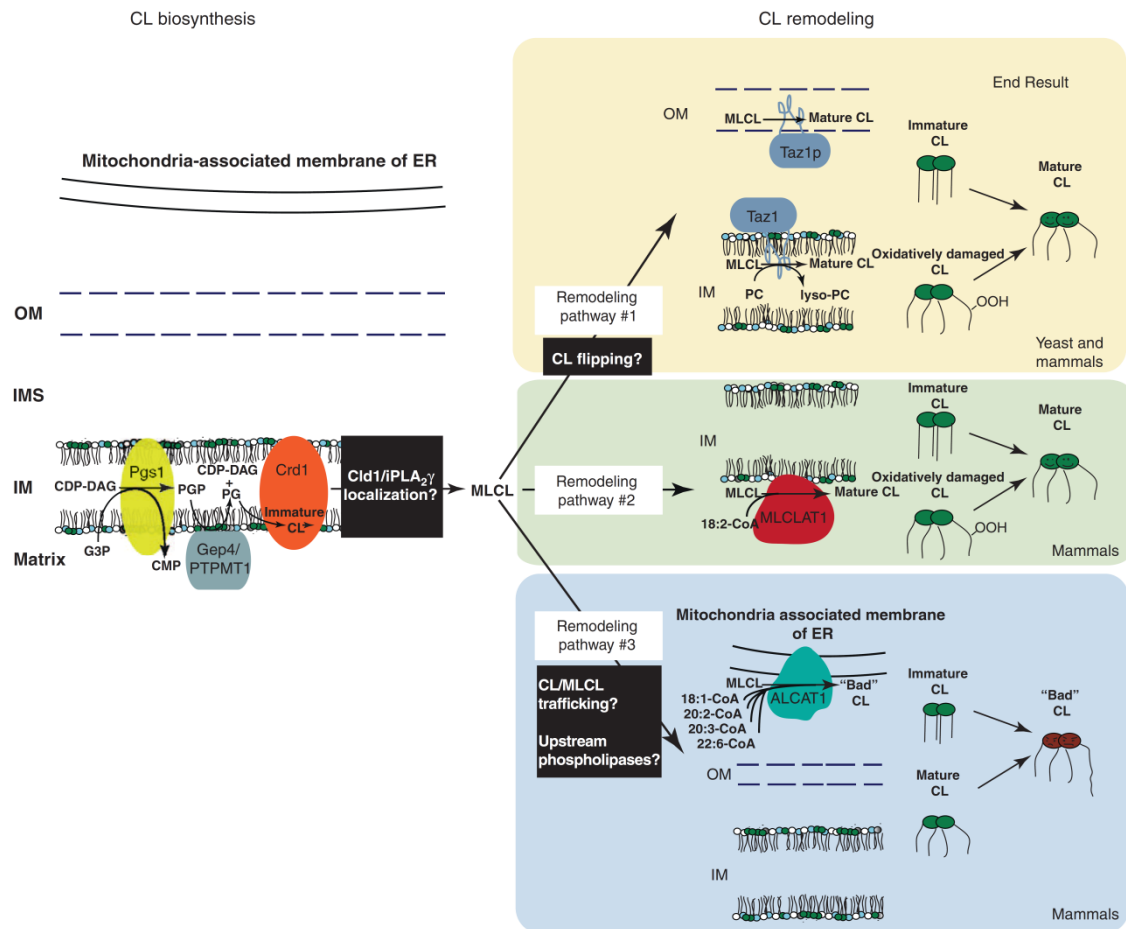 CL biosynthesis
Mitochondria-associated membrane of ER
OM
IMS
IM
Matrix
Pgs1
CDP-DAG
PGP
G3P
CMP
CDP-DAG
+
PG
Gep4/
PTPMT1
Crd1
Immature
CL
Cld1/iPLA₂γ
localization?
MLCL
Remodeling
pathway #1
CL flipping?
Remodeling
pathway #2
Remodeling
pathway #3
CL/MLCL
trafficking?
Upstream
phospholipases?
CL remodeling
End Result
OM
MLCL
Mature CL
Taz1p
Taz1
MLCL
Mature CL
IM
PC
lyso-PC
Immature
CL
Mature
CL
Oxidatively damaged
CL
OOH
Yeast and
mammals
IM
MLCL
Mature CL
18:2-CoA
MLCLAT1
Immature
CL
Mature
CL
Oxidatively damaged
CL
OOH
Mammals
Mitochondria associated membrane
of ER
MLCL
"Bad"
CL
ALCAT1
18:1-CoA
20:2-CoA
20:3-CoA
22:6-CoA
OM
IM
Immature
CL
"Bad"
CL
Mature
CL
Mammals